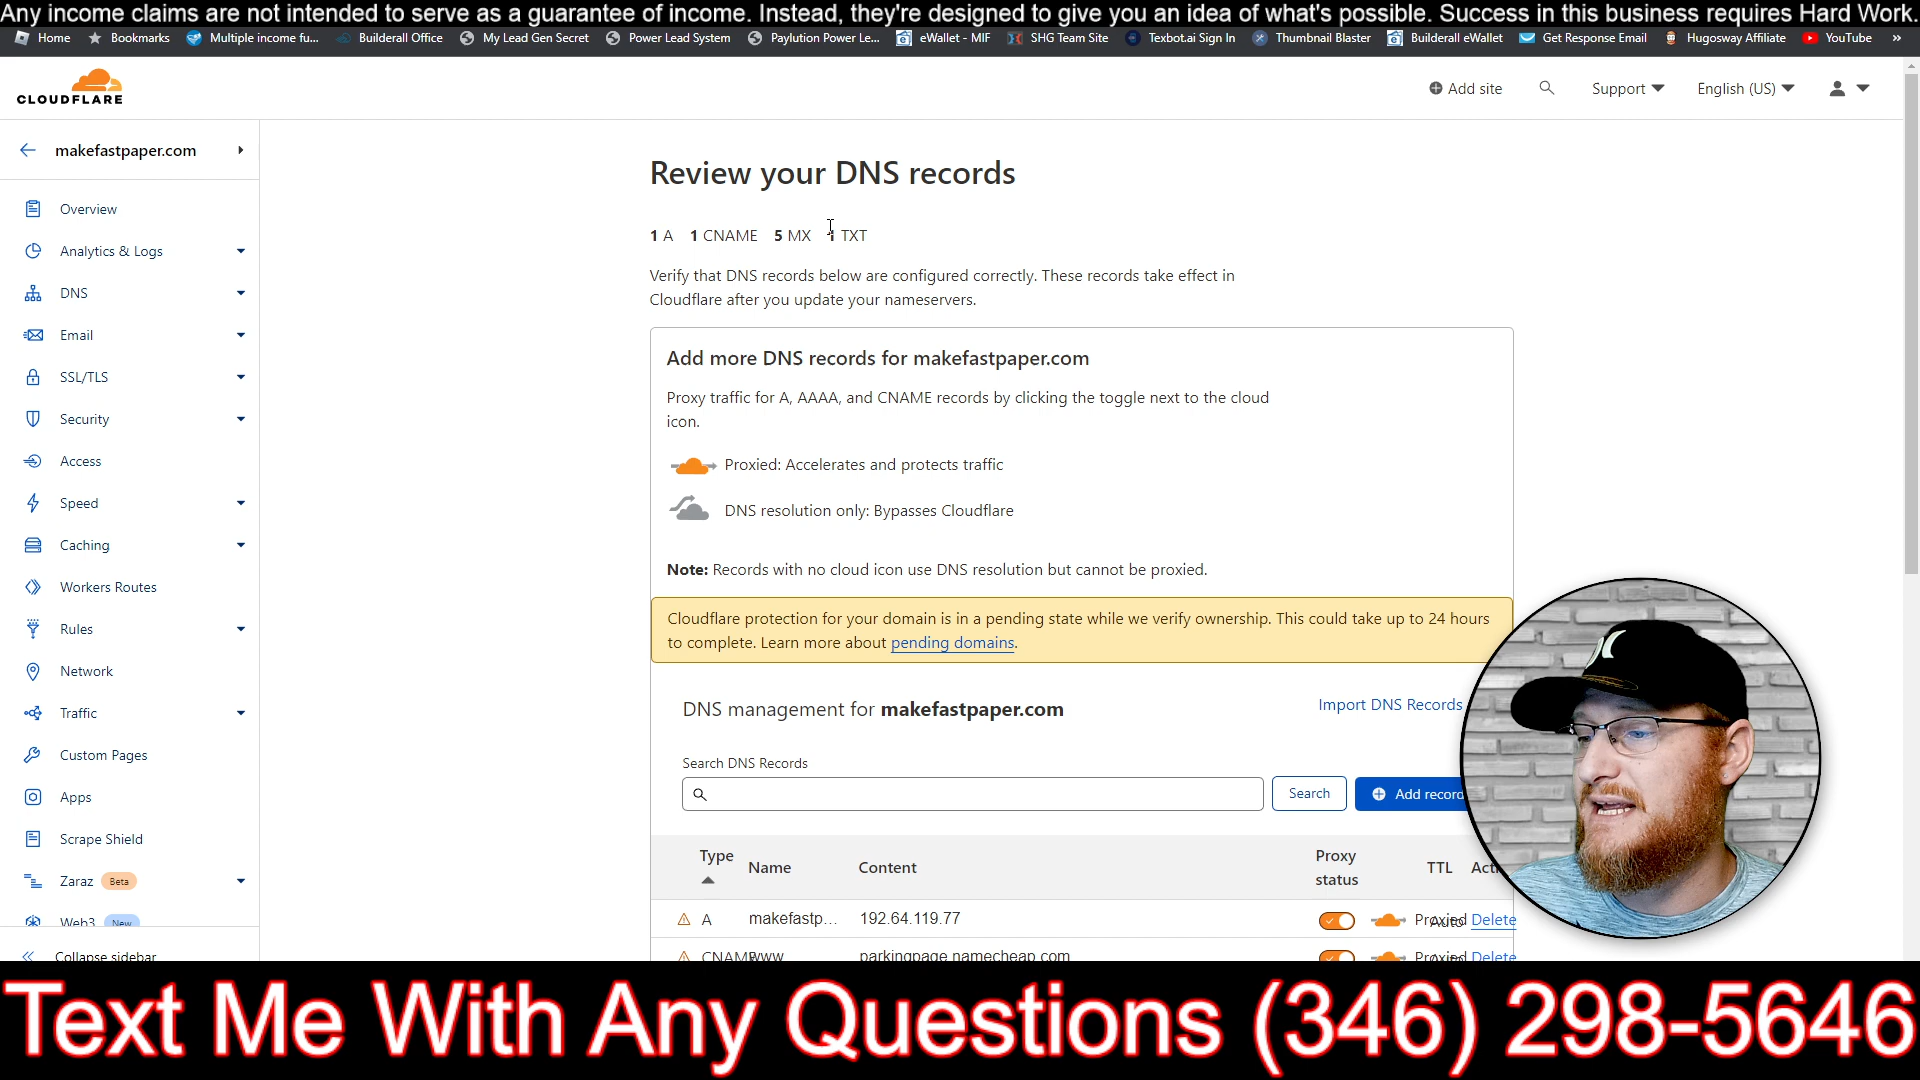 Any income claims are not intended to serve as a guarantee of income. Instead, they're designed to give you an idea of what's possible. Success in this business requires Hard Work.
Home Bookmarks Multiple income fu... Builderall Office My Lead Gen Secret Power Lead System Paylution Power Le... eWallet - MIF SHG Team Site Texbot.ai Sign In Thumbnail Blaster Builderall eWallet Get Response Email Hugosway Affiliate YouTube »
CLOUDFLARE
Add site Support English (US)
makefastpaper.com
Overview
Analytics & Logs
DNS
Email
SSL/TLS
Security
Access
Speed
Caching
Workers Routes
Rules
Network
Traffic
Custom Pages
Apps
Scrape Shield
Zaraz Beta
Web3 New
Collapse sidebar
Review your DNS records
1 A 1 CNAME 5 MX 1 TXT
Verify that DNS records below are configured correctly. These records take effect in
Cloudflare after you update your nameservers.
Add more DNS records for makefastpaper.com
Proxy traffic for A, AAAA, and CNAME records by clicking the toggle next to the cloud
icon.
Proxied: Accelerates and protects traffic
DNS resolution only: Bypasses Cloudflare
Note: Records with no cloud icon use DNS resolution but cannot be proxied.
Cloudflare protection for your domain is in a pending state while we verify ownership. This could take up to 24 hours
to complete. Learn more about pending domains.
DNS management for makefastpaper.com Import DNS Records
Search DNS Records
Search Add record
Type Name Content Proxy status TTL
A makefastp... 192.64.119.77 Proxied Auto Delete
CNAME www parkingpage.namecheap.com Proxied Auto Delete
Text Me With Any Questions (346) 298-5646